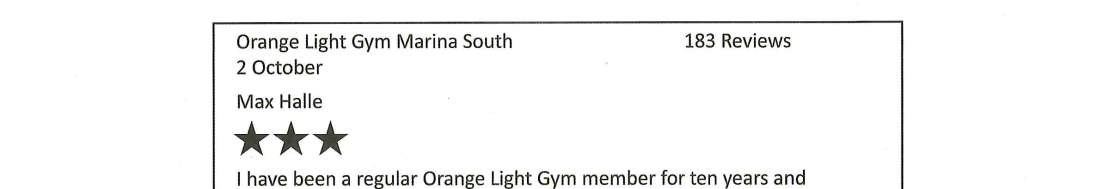 Orange Light Gym Marina South 183 Reviews
2 October
Max Halle
★★★
I have been a regular Orange Light Gym member for ten years and